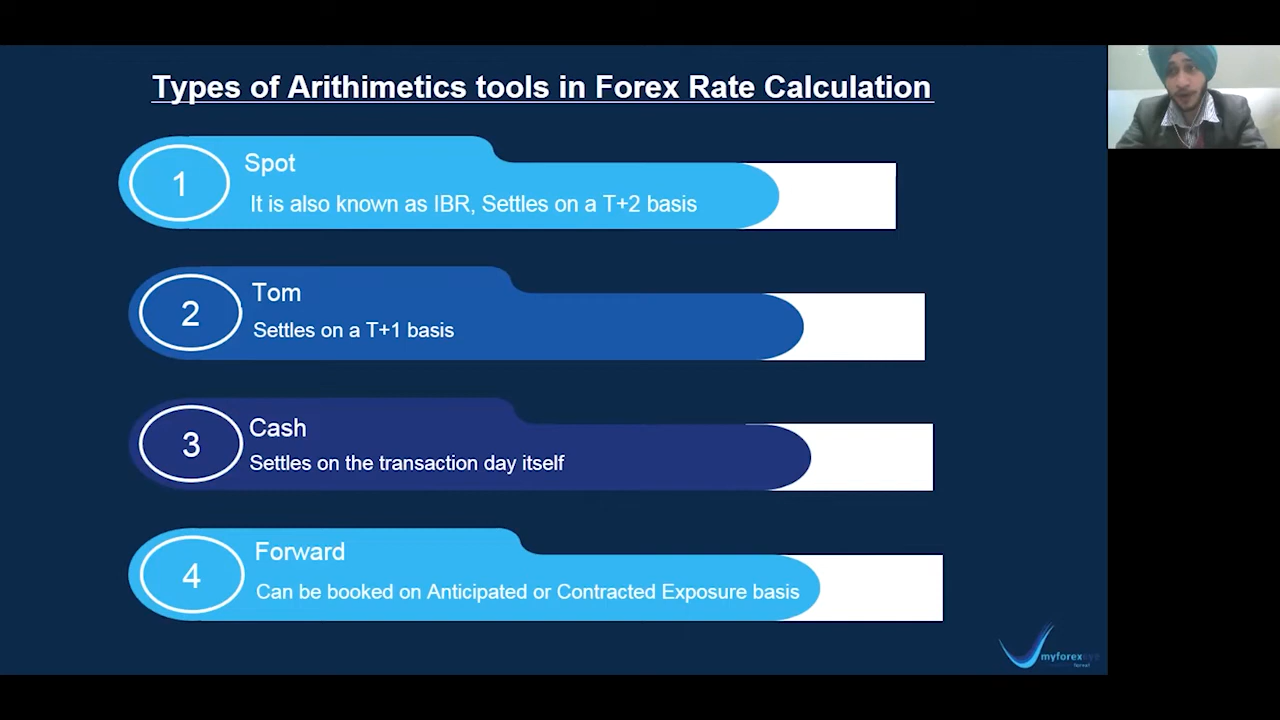 Types of Arithimetics tools in Forex Rate Calculation
1
Spot
It is also known as IBR, Settles on a T+2 basis
2
Tom
Settles on a T+1 basis
3
Cash
Settles on the transaction day itself
4
Forward
Can be booked on Anticipated or Contracted Exposure basis
myforexeye